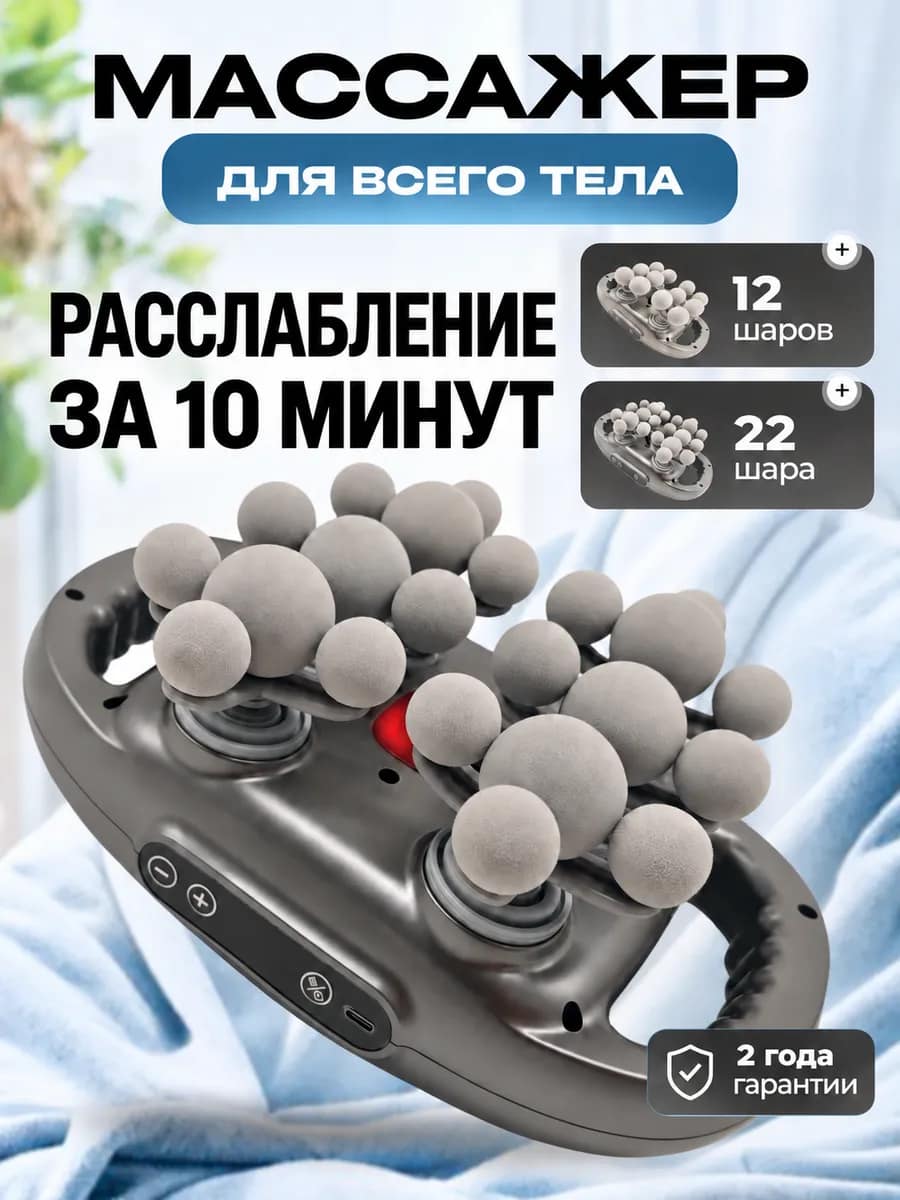 МАССАЖЕР
ДЛЯ ВСЕГО ТЕЛА
РАССЛАБЛЕНИЕ
ЗА 10 МИНУТ
12
шаров
22
шара
2 года
гарантии